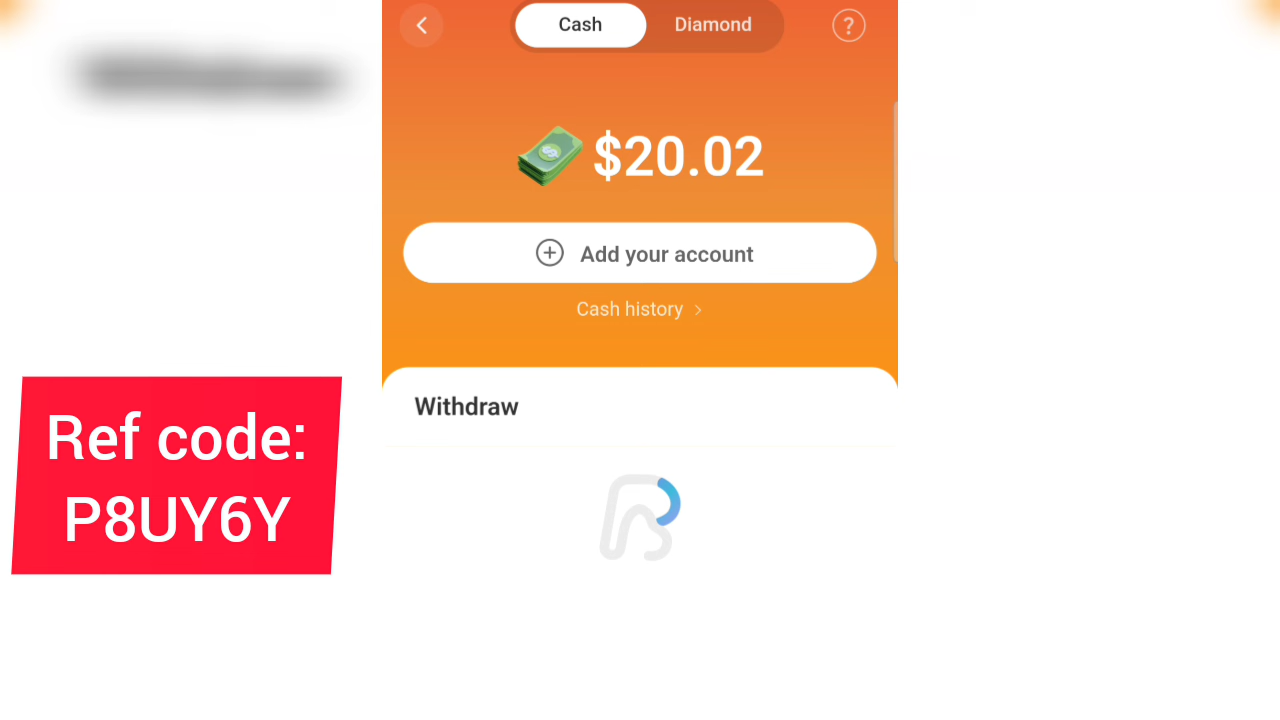 Cash
Diamond
?
$20.02
Add your account
Cash history
Withdraw
Ref code:
P8UY6Y